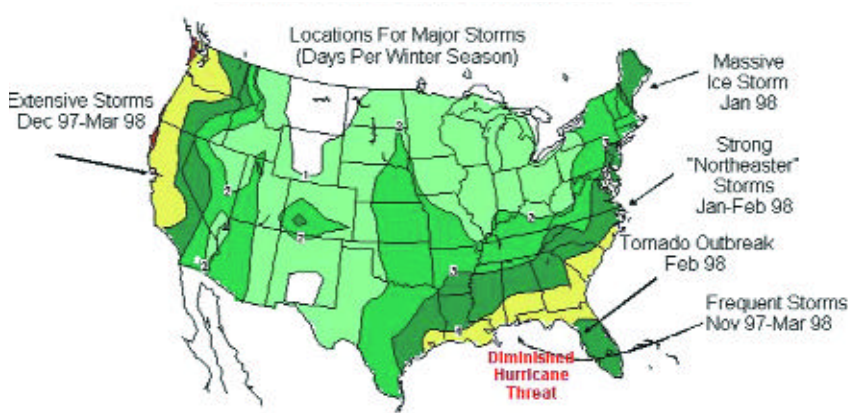 Locations For Major Storms
(Days Per Winter Season)
Extensive Storms
Dec 97-Mar 98
Massive
Ice Storm
Jan 98
Strong
"Northeaster"
Storms
Jan-Feb 98
Tornado Outbreak
Feb 98
Frequent Storms
Nov 97-Mar 98
Diminished
Hurricane
Threat